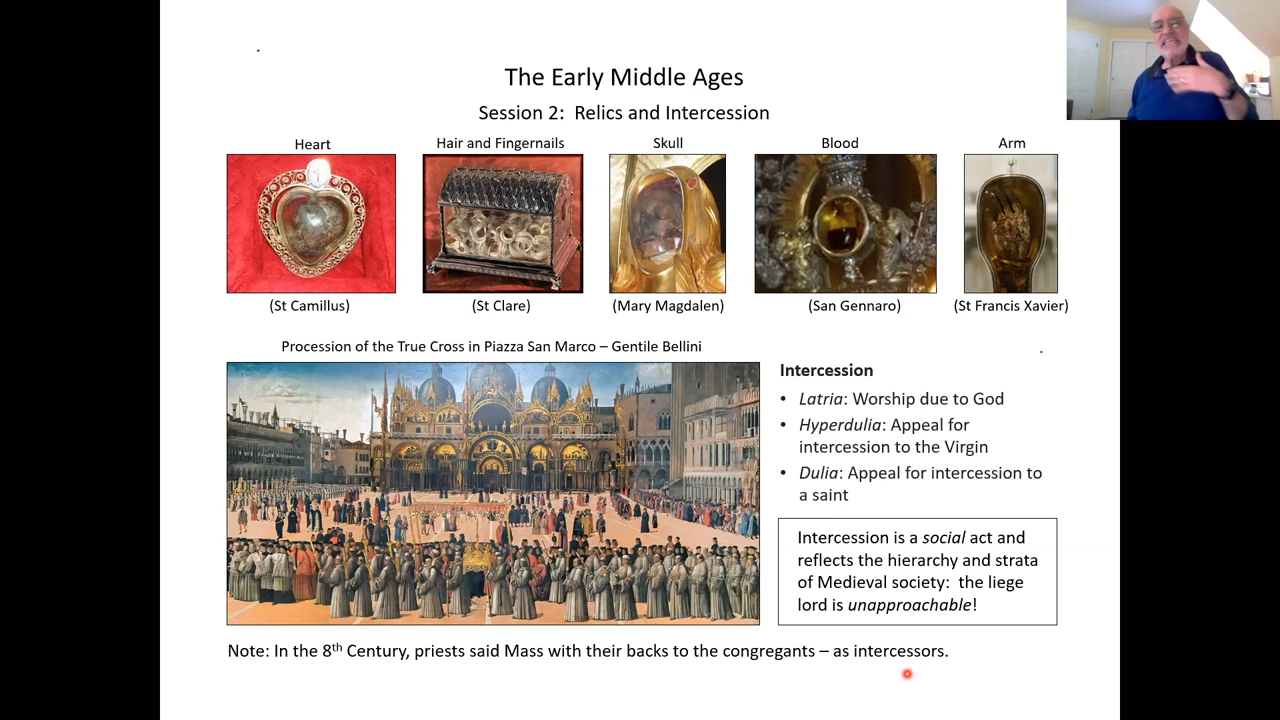 The Early Middle Ages
Session 2: Relics and Intercession
Heart
Hair and Fingernails
Skull
Blood
Arm
(St Camillus)
(St Clare)
(Mary Magdalen)
(San Gennaro)
(St Francis Xavier)
Procession of the True Cross in Piazza San Marco – Gentile Bellini
Intercession
• Latria: Worship due to God
• Hyperdulia: Appeal for
intercession to the Virgin
• Dulia: Appeal for intercession to
a saint
Intercession is a social act and
reflects the hierarchy and strata
of Medieval society: the liege
lord is unapproachable!
Note: In the 8th Century, priests said Mass with their backs to the congregants – as intercessors.